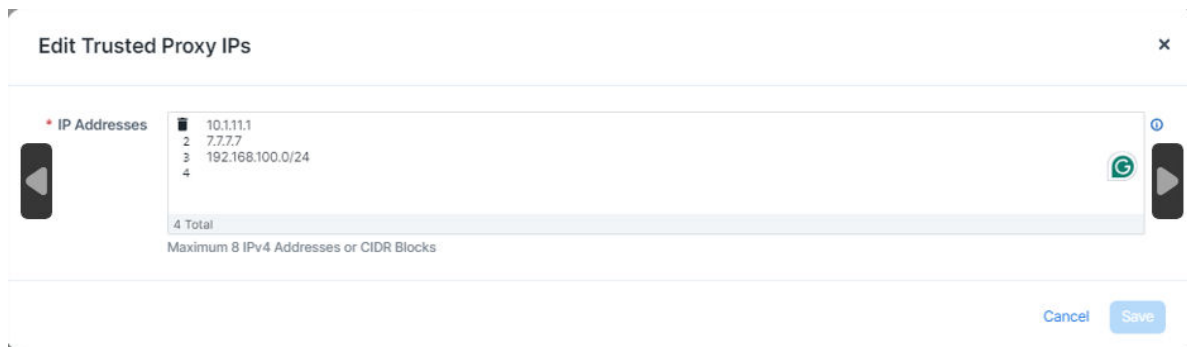 Edit Trusted Proxy IPs
×
* IP Addresses
10.1.11.1
2 7.7.7.7
3 192.168.100.0/24
4
4 Total
Maximum 8 IPv4 Addresses or CIDR Blocks
Cancel
Save